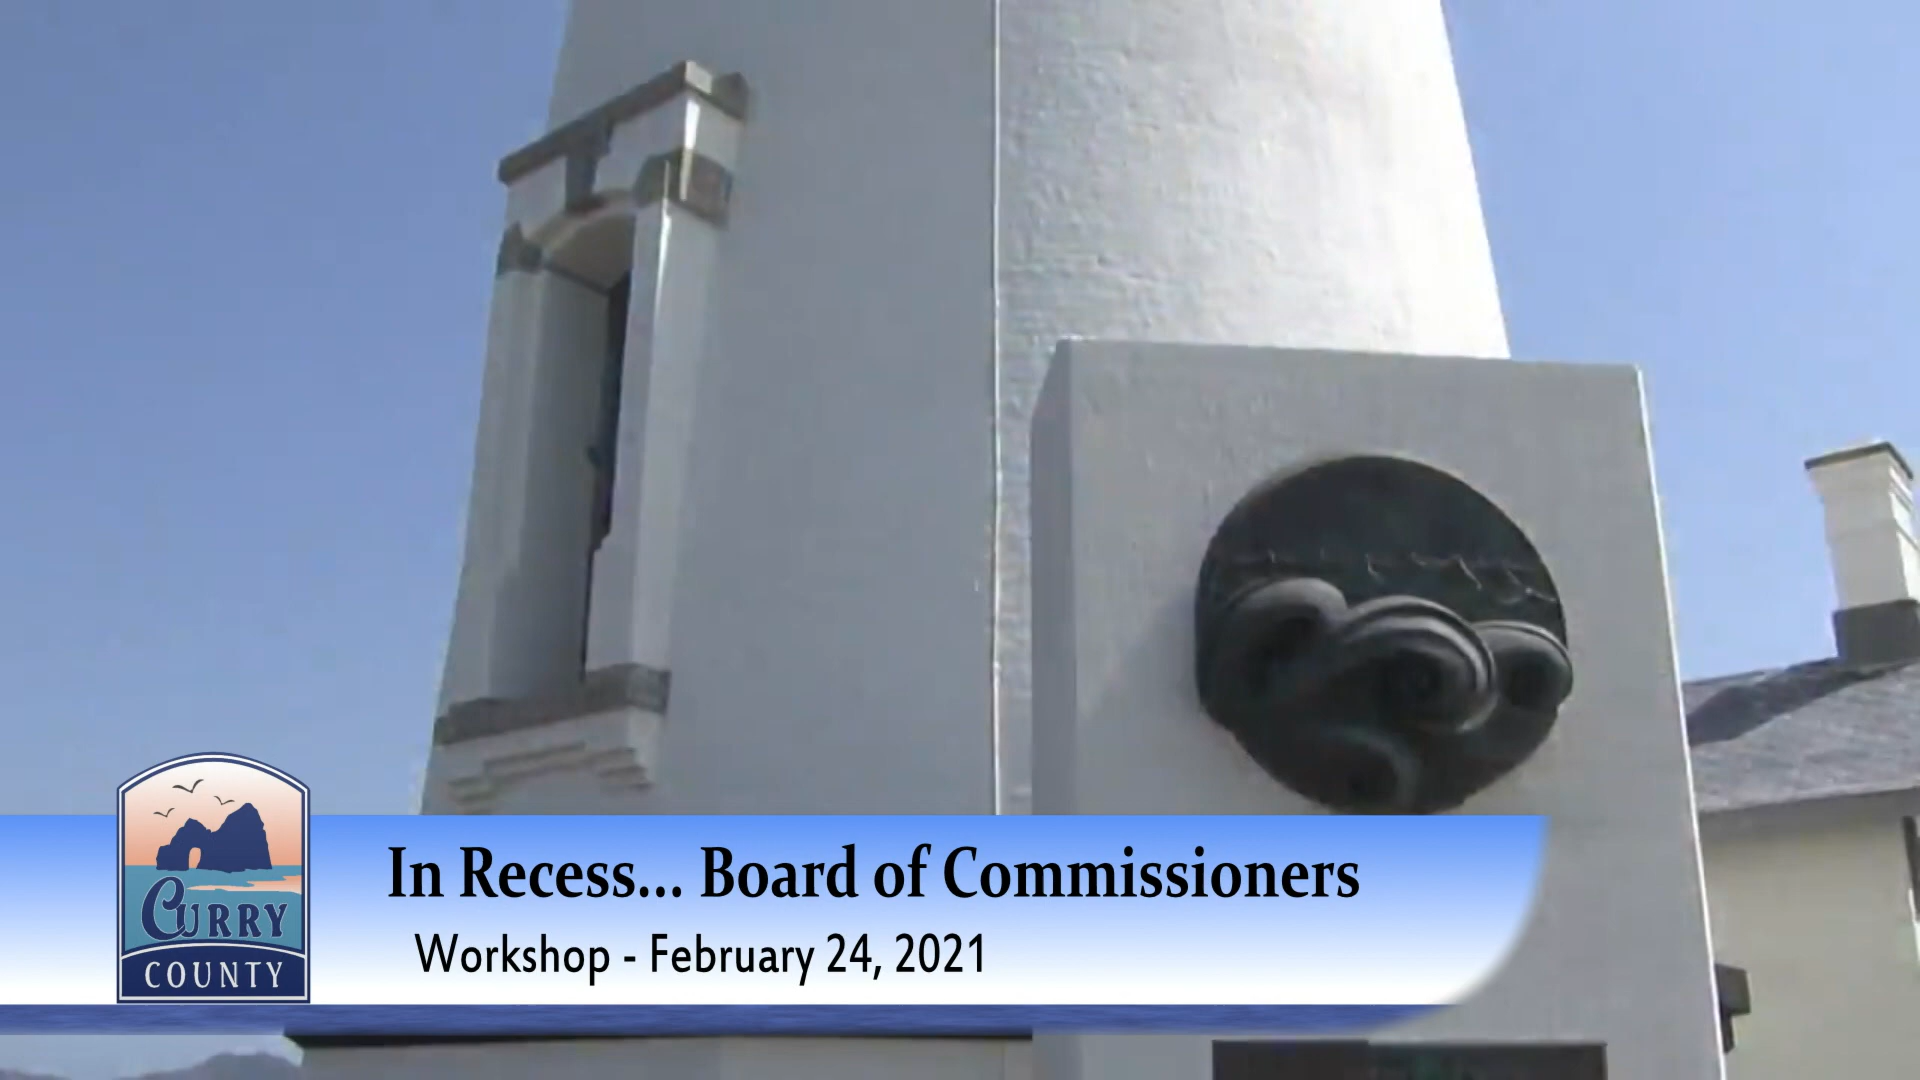 In Recess... Board of Commissioners
Workshop - February 24, 2021
CURRY
COUNTY